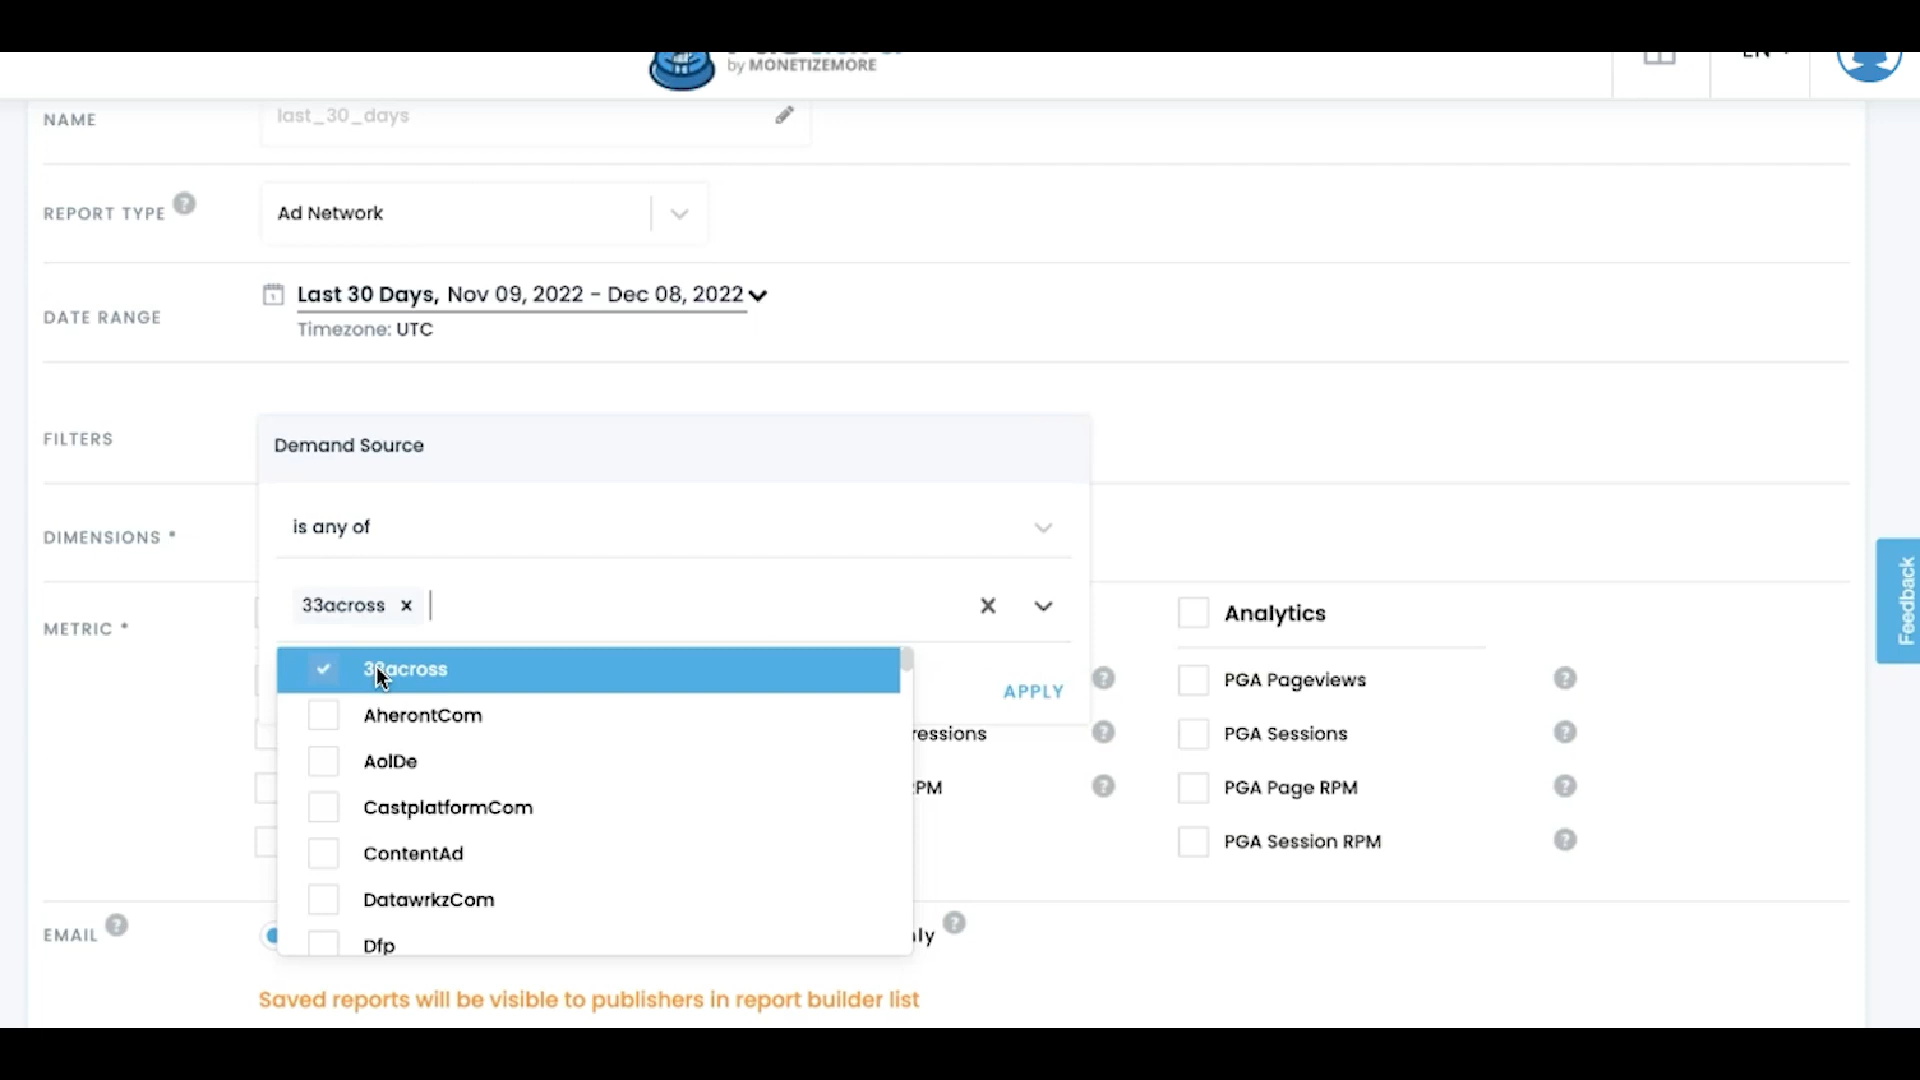 by MONETIZEMORE
NAME
last_30_days
REPORT TYPE ?
Ad Network
DATE RANGE
Last 30 Days, Nov 09, 2022 - Dec 08, 2022
Timezone: UTC
FILTERS
Demand Source
is any of
DIMENSIONS *
33across
METRIC *
Analytics
33across
APPLY
?
PGA Pageviews
?
AherontCom
ressions
?
PGA Sessions
?
AolDe
PM
?
PGA Page RPM
?
CastplatformCom
PGA Session RPM
?
ContentAd
DatawrkzCom
Dfp
EMAIL ?
ly ?
Saved reports will be visible to publishers in report builder list
Feedback